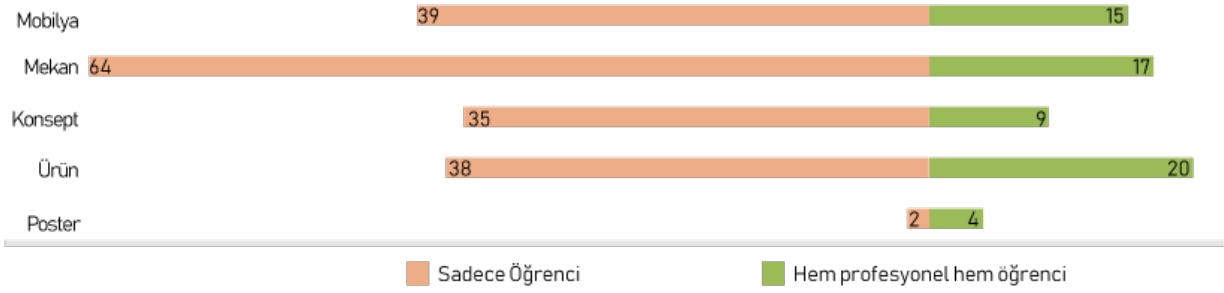 Mobilya 39 15
Mekan 64 17
Konsept 35 9
Ürün 38 20
Poster 2 4
Sadece Öğrenci Hem profesyonel hem öğrenci